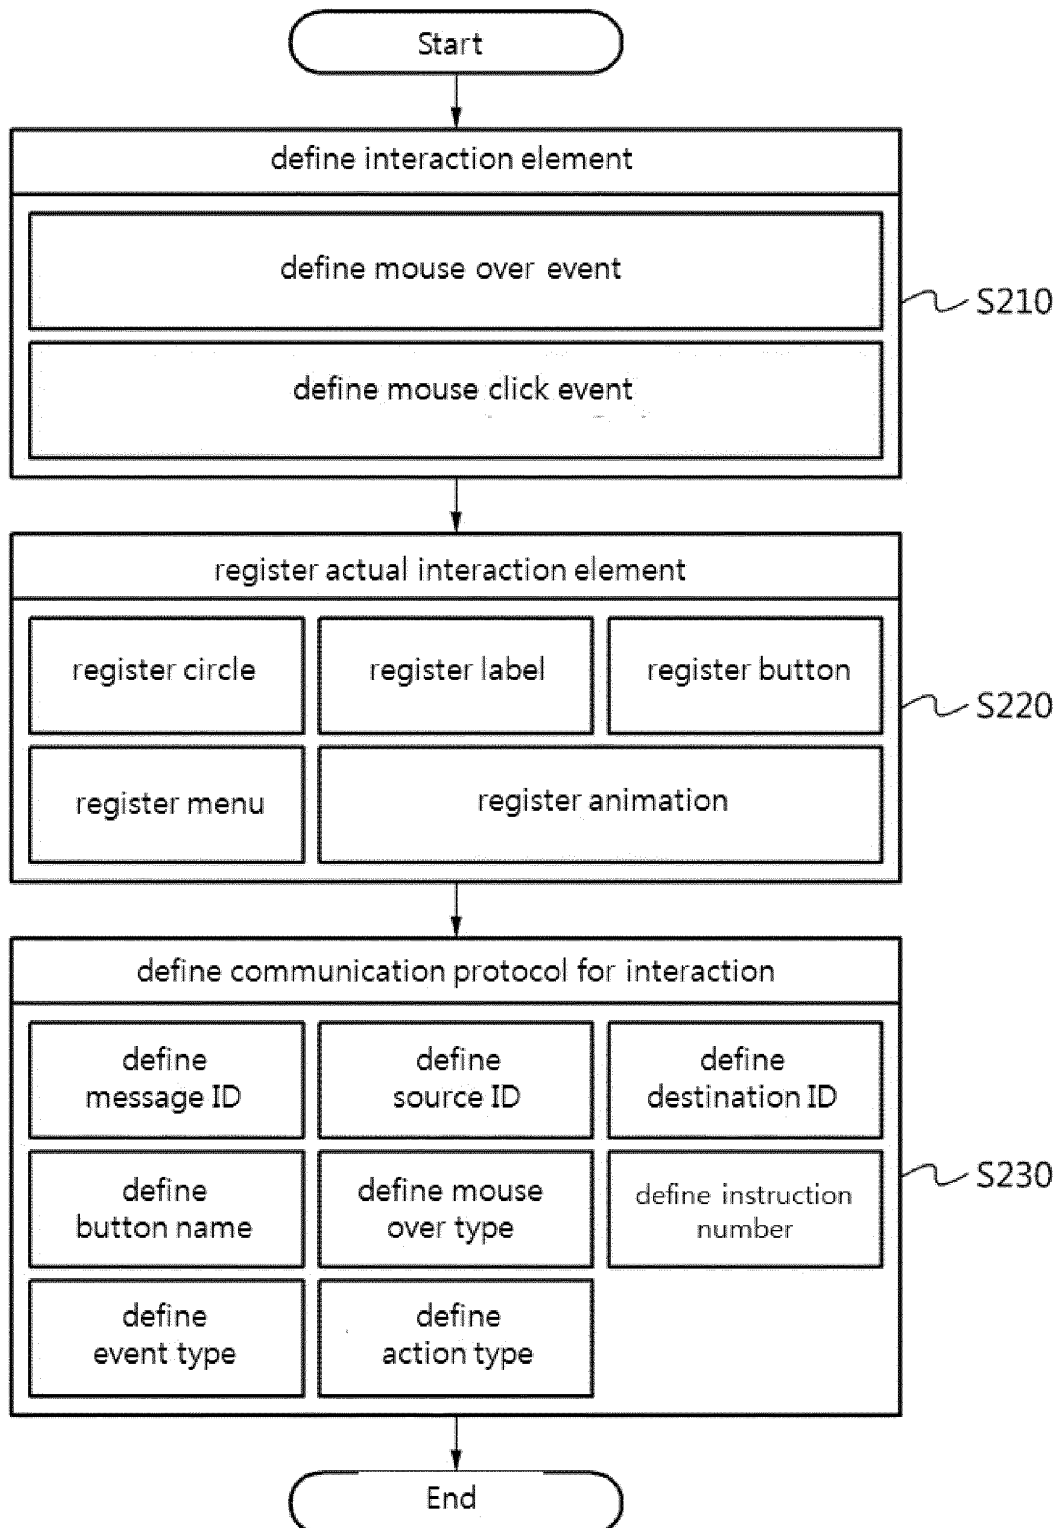 Start
define interaction element
define mouse over event
S210
define mouse click event
register actual interaction element
register circle
register label
register button
S220
register menu
register animation
define communication protocol for interaction
define
message ID
define
source ID
define
destination ID
S230
define
button name
define mouse
over type
define instruction
number
define
event type
define
action type
End